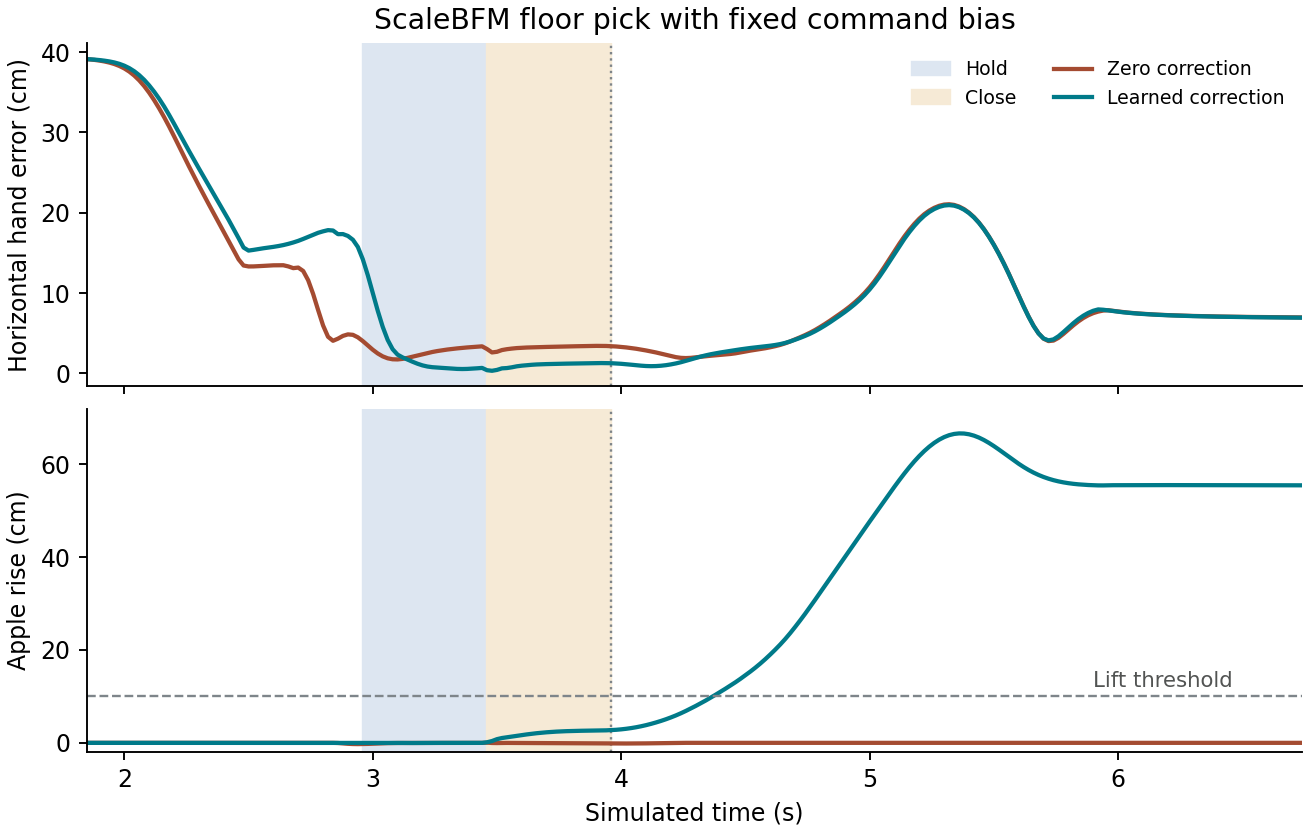 ScaleBFM floor pick with fixed command bias
Horizontal hand error (cm)
40
30
20
10
0
Hold
Close
Zero correction
Learned correction
Apple rise (cm)
60
40
20
0
Lift threshold
2
3
4
5
6
Simulated time (s)